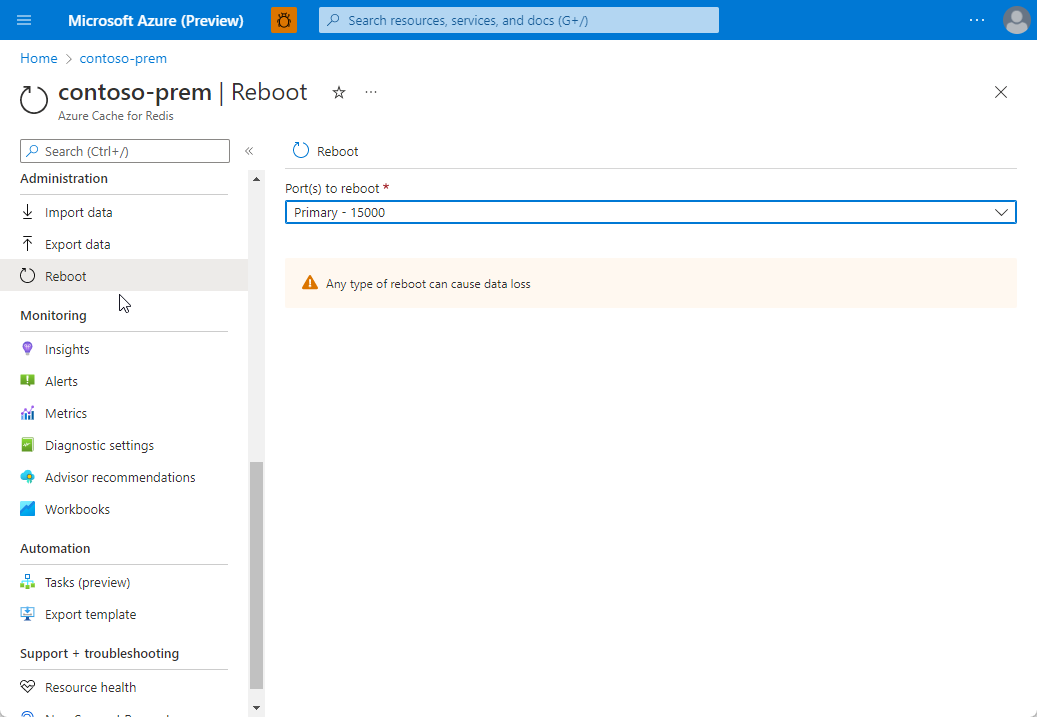 Microsoft Azure (Preview)
Search resources, services, and docs (G+/)
Home > contoso-prem
contoso-prem | Reboot
Azure Cache for Redis
Search (Ctrl+/)
Administration
Import data
Export data
Reboot
Monitoring
Insights
Alerts
Metrics
Diagnostic settings
Advisor recommendations
Workbooks
Automation
Tasks (preview)
Export template
Support + troubleshooting
Resource health
Reboot
Port(s) to reboot *
Primary - 15000
Any type of reboot can cause data loss